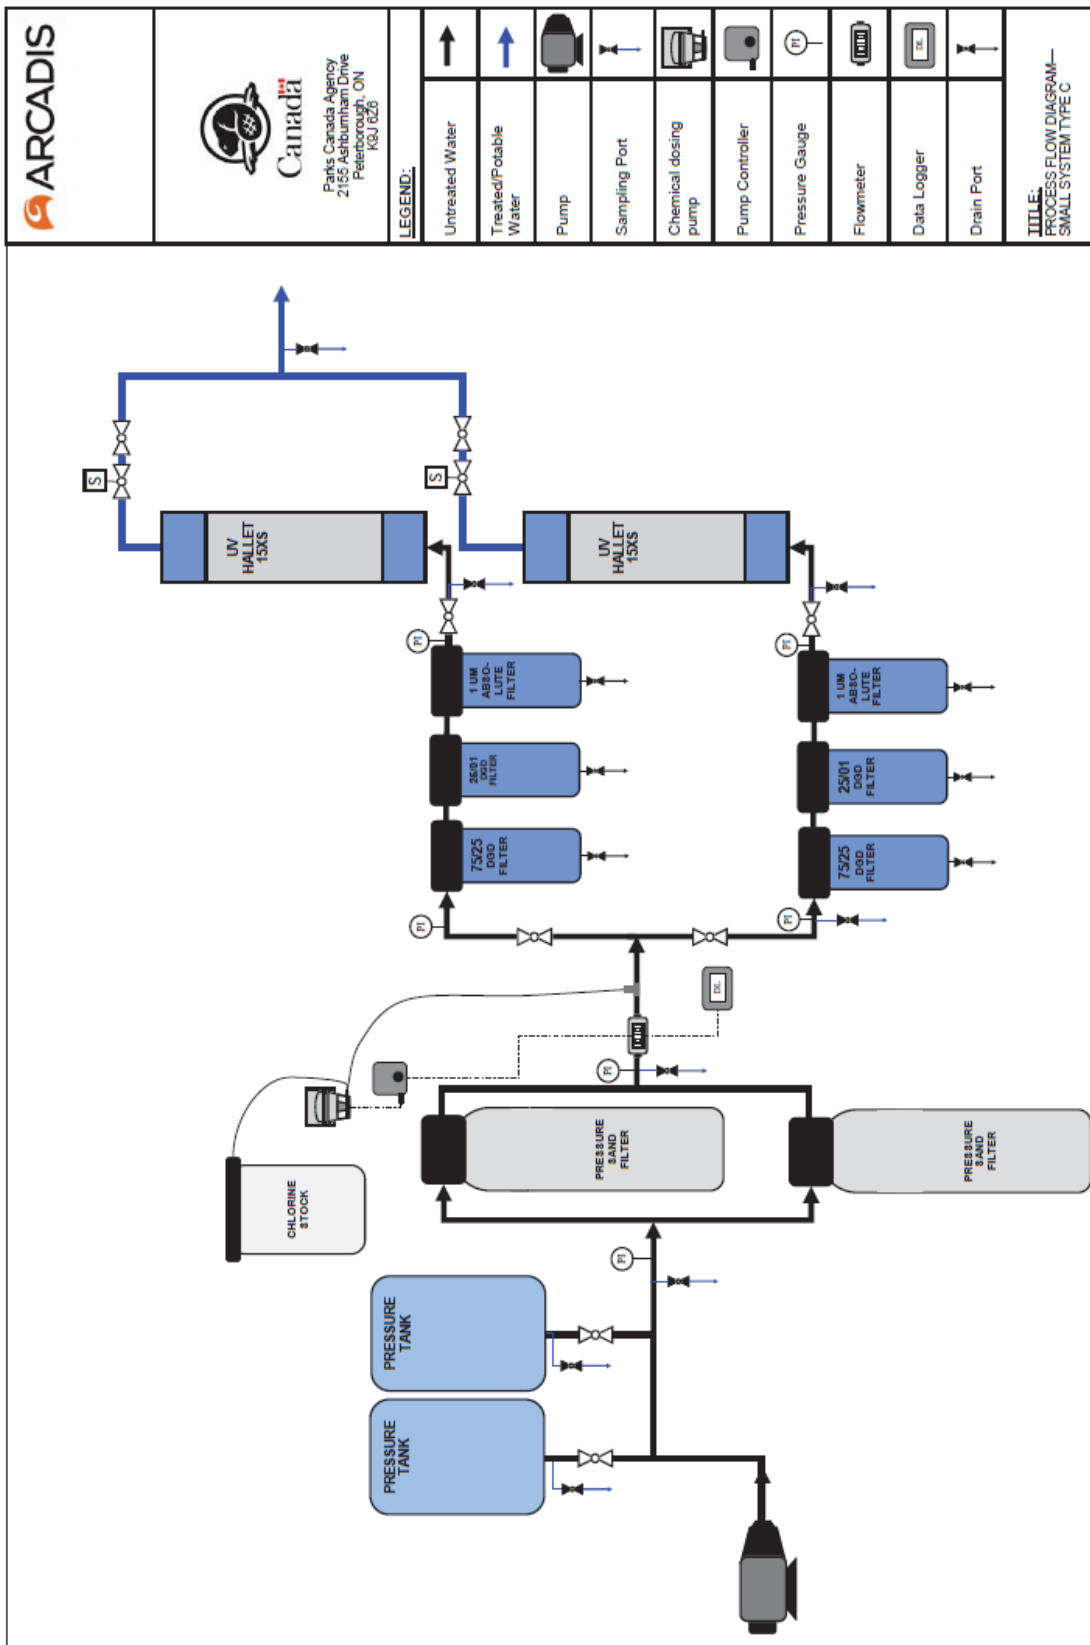 ARCADIS
Canada
Parks Canada Agency
2155 Ashburnham Drive
Peterborough, ON
K9J 6Z6
LEGEND:
Untreated Water
Treated/Potable
Water
Pump
Sampling Port
Chemical dosing
pump
Pump Controller
PI
Pressure Gauge
Flowmeter
DL
Data Logger
Drain Port
TITLE:
PROCESS FLOW DIAGRAM—
SMALL SYSTEM TYPE C
PRESSURE
TANK
PRESSURE
TANK
CHLORINE
STOCK
PI
PRESSURE
SAND
FILTER
PRESSURE
SAND
FILTER
PI
DL
PI
75/25
DGD
FILTER
25/01
DGD
FILTER
1 UM
ABSO-
LUTE
FILTER
PI
UV
HALLET
15XS
S
PI
75/25
DGD
FILTER
25/01
DGD
FILTER
1 UM
ABSO-
LUTE
FILTER
PI
UV
HALLET
15XS
S